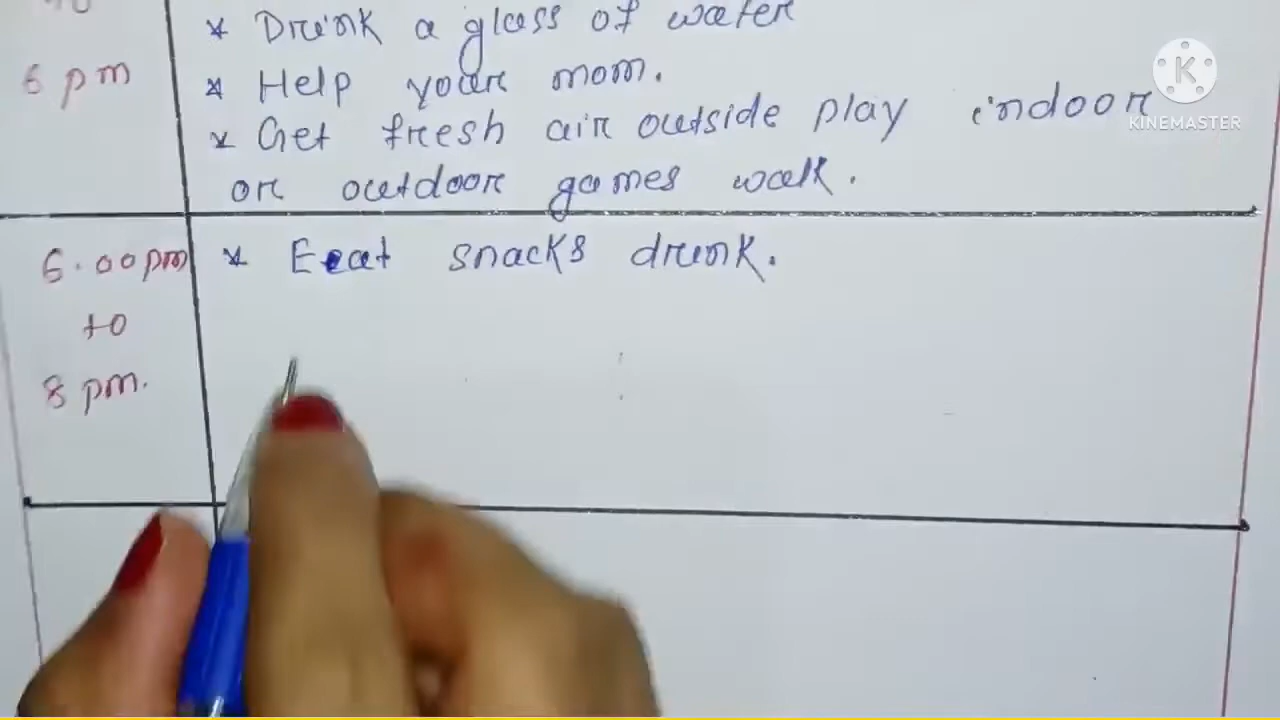 * Drink a glass of water
6 pm * Help your mom.
* Get fresh air outside play indoor
or outdoor games walk.
6.00pm * Eeat snacks drink.
to
8 pm.
K
KINEMASTER